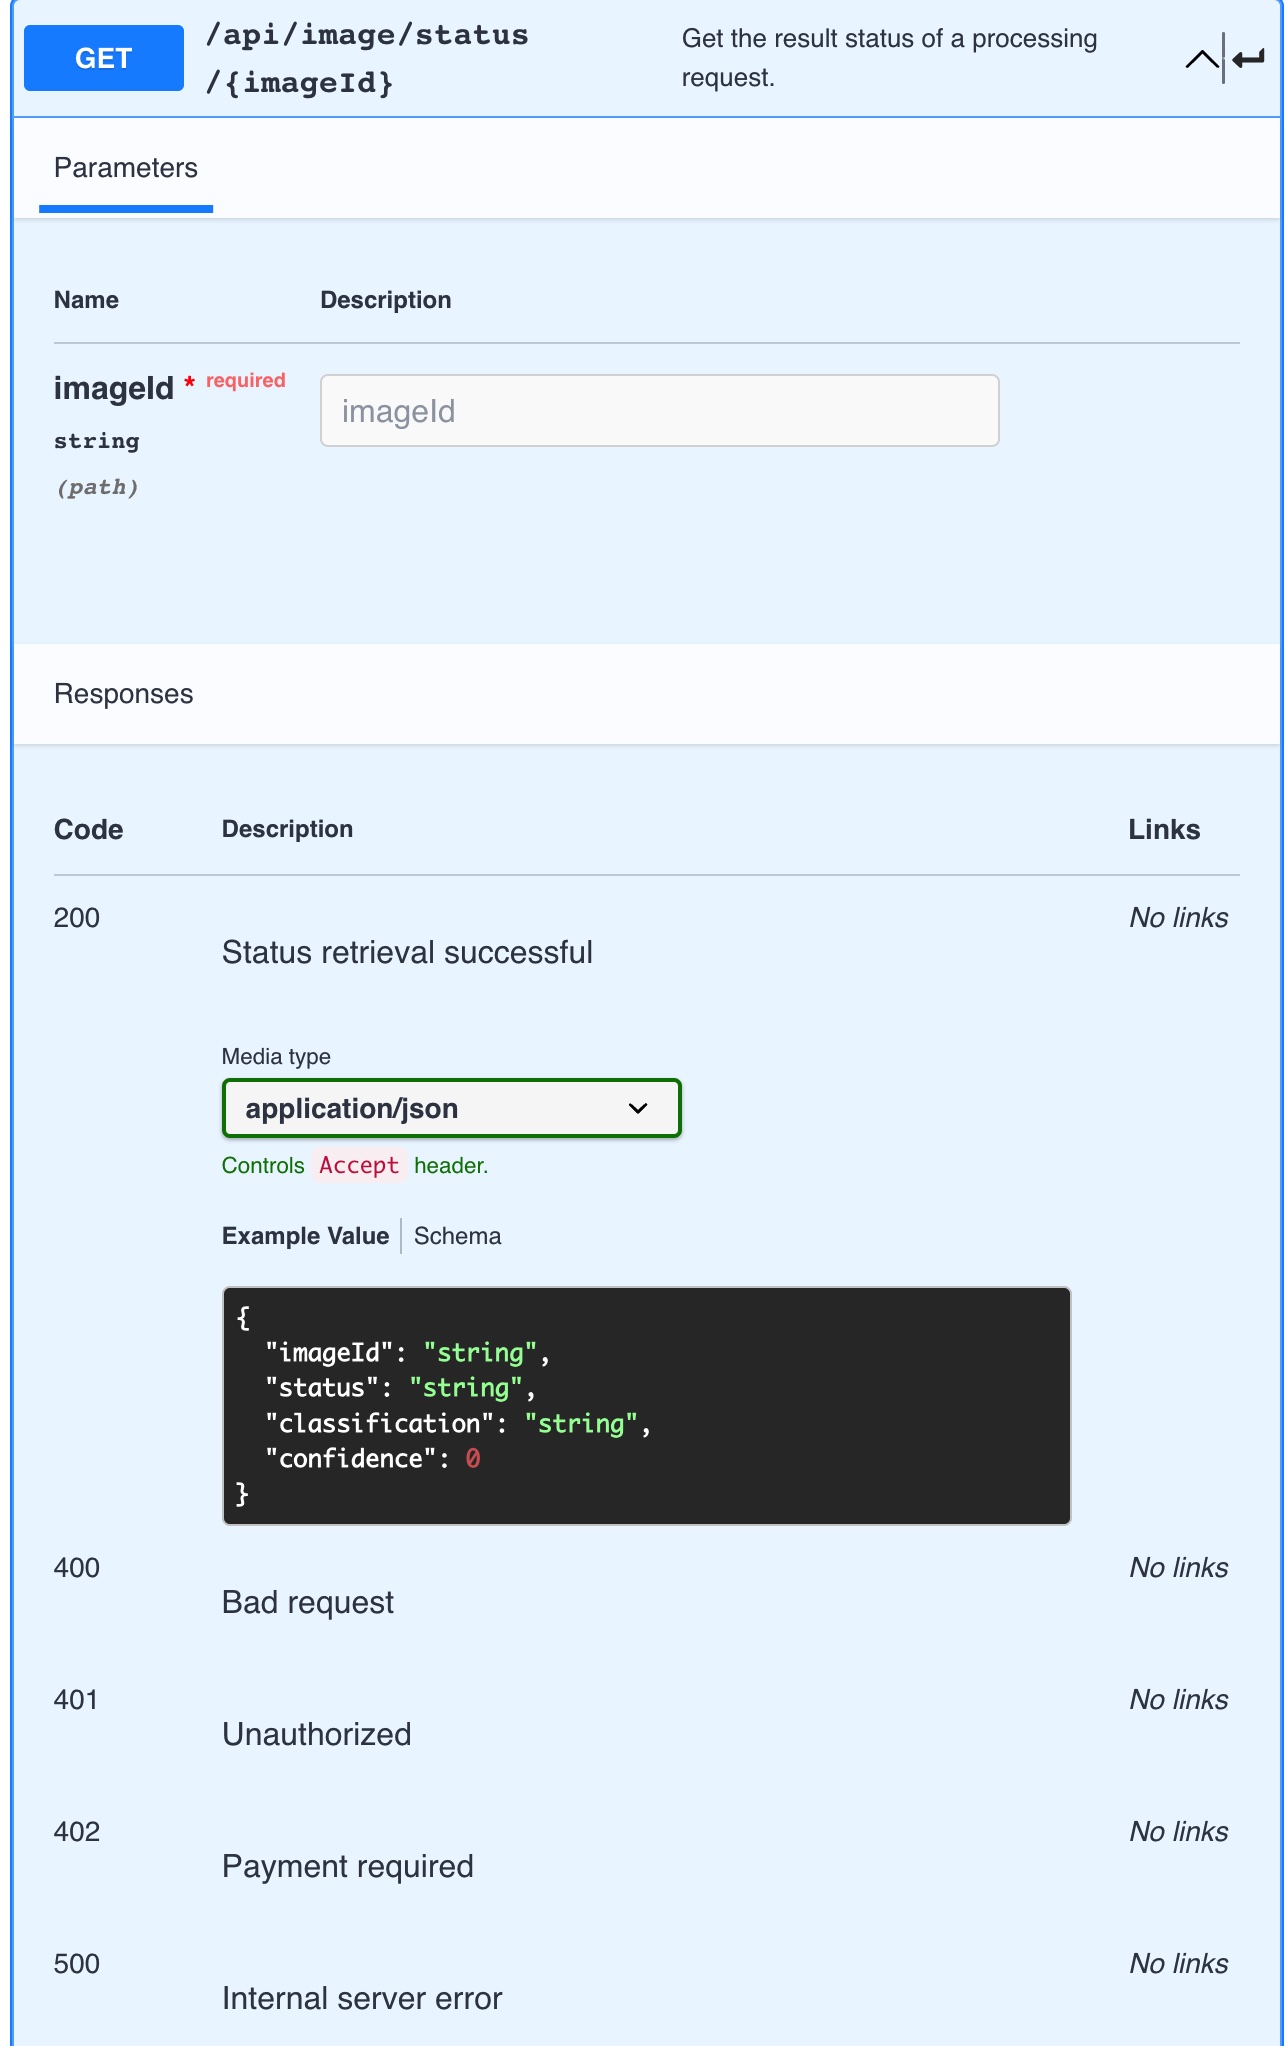 GET
/api/image/status
/{imageId}
Get the result status of a processing
request.
Parameters
Name Description
imageId * required
imageId
string
(path)
Responses
Code Description Links
200 No links
Status retrieval successful
Media type
application/json
Controls Accept header.
Example Value Schema
{
"imageId": "string",
"status": "string",
"classification": "string",
"confidence": 0
}
400 No links
Bad request
401 No links
Unauthorized
402 No links
Payment required
500 No links
Internal server error